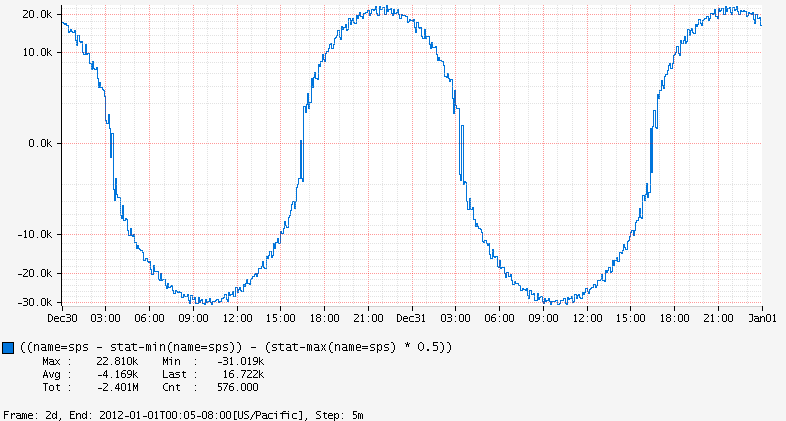 20.0k
10.0k
0.0k
-10.0k
-20.0k
-30.0k
Dec30 03:00 06:00 09:00 12:00 15:00 18:00 21:00 Dec31 03:00 06:00 09:00 12:00 15:00 18:00 21:00 Jan01
((name=sps - stat-min(name=sps)) - (stat-max(name=sps) * 0.5))
Max : 22.810k Min : -31.019k
Avg : -4.169k Last : 16.722k
Tot : -2.401M Cnt : 576.000
Frame: 2d, End: 2012-01-01T00:05-08:00[US/Pacific], Step: 5m